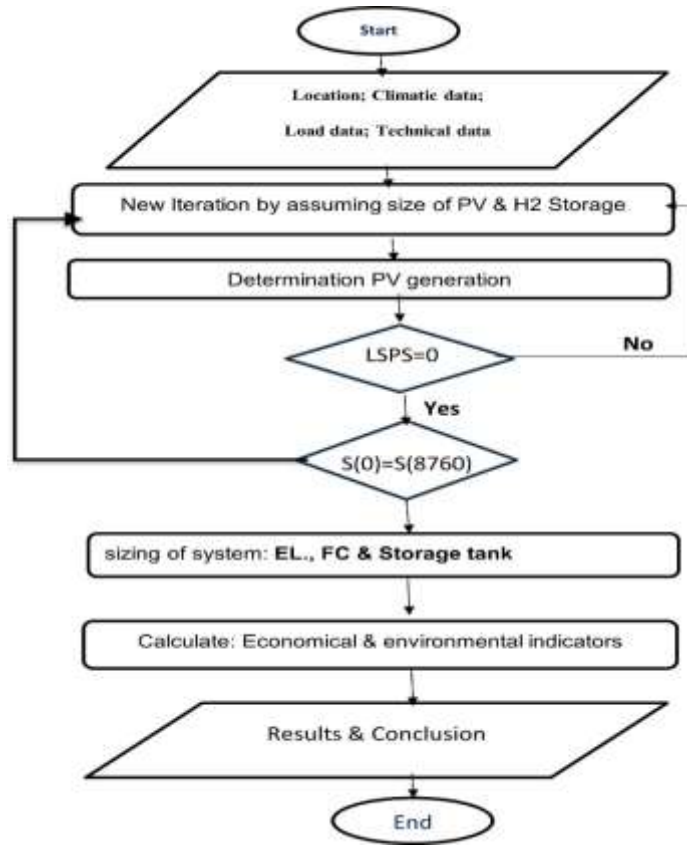 Start
Location; Climatic data;
Load data; Technical data
New Iteration by assuming size of PV & H2 Storage
Determination PV generation
LSPS=0
No
Yes
S(0)=S(8760)
sizing of system: EL., FC & Storage tank
Calculate: Economical & environmental indicators
Results & Conclusion
End